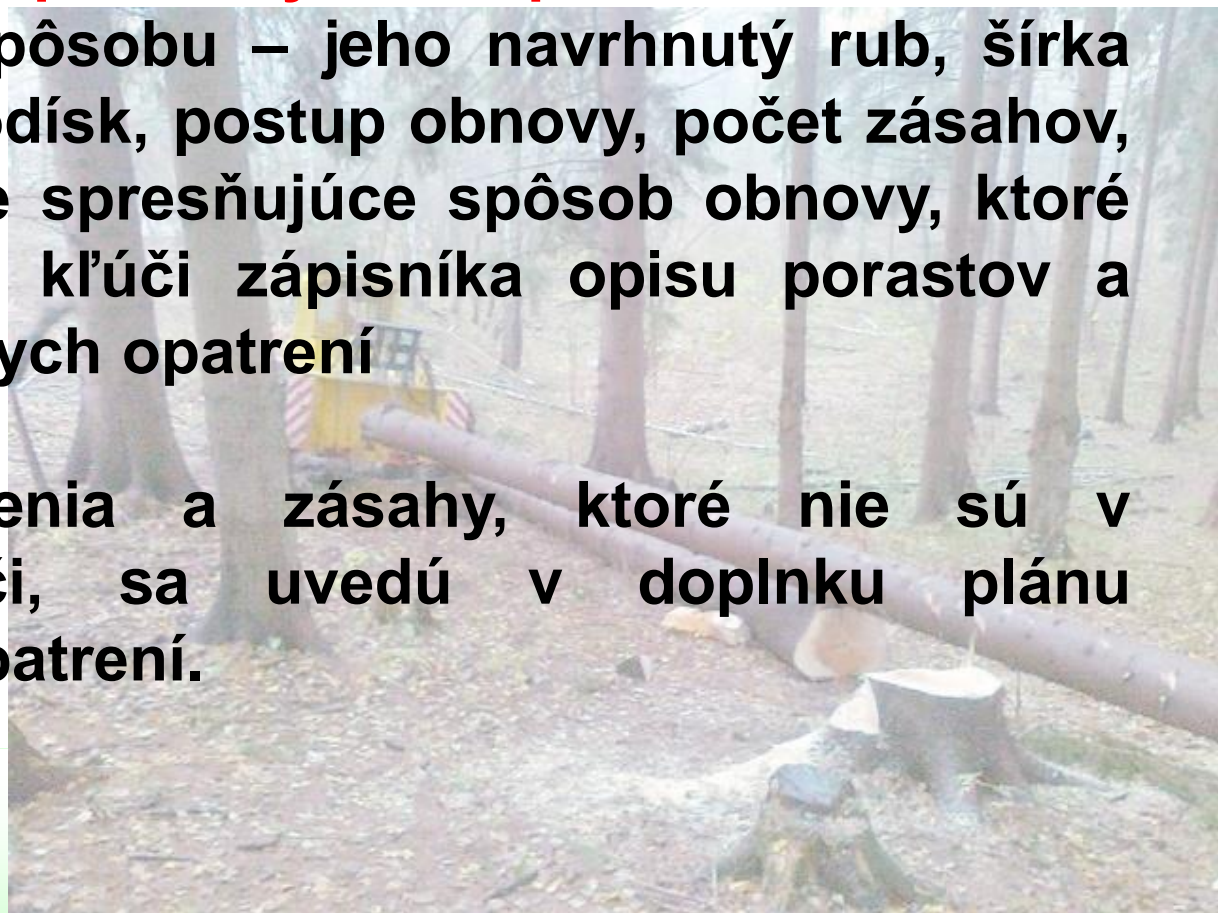 pôsobu – jeho navrhnutý rub, šírka
odísk, postup obnovy, počet zásahov,
e spresňujúce spôsob obnovy, ktoré
kľúči zápisníka opisu porastov a
ych opatrení
enia a zásahy, ktoré nie sú v
či, sa uvedú v doplnku plánu
patrení.